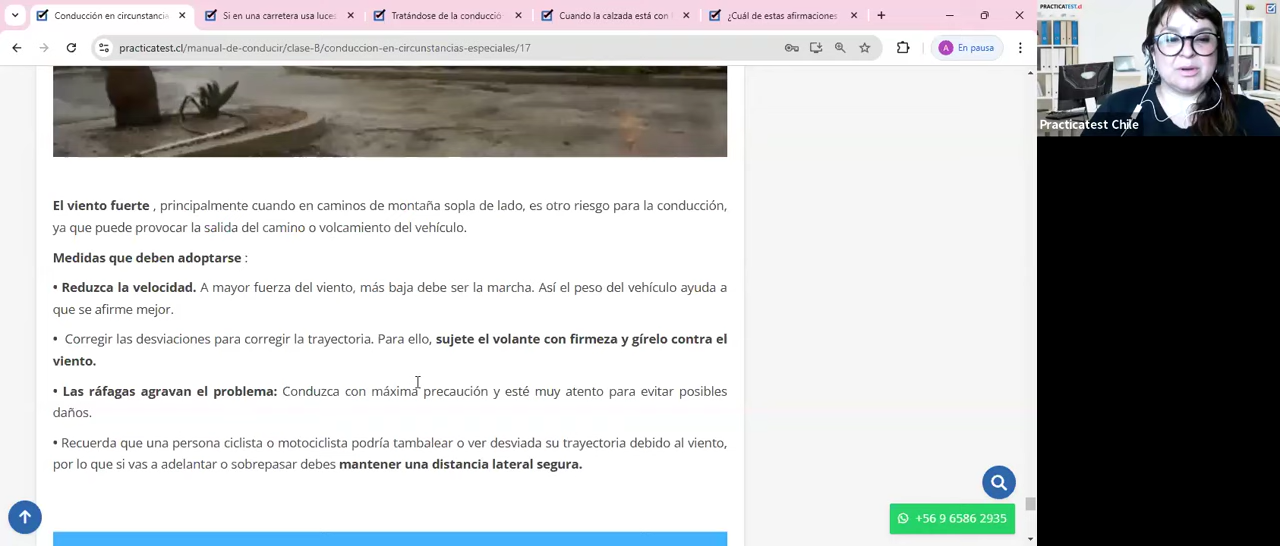 Conducción en circunstancia
Si en una carretera usa luce
Tratándose de la conducció
Cuando la calzada está con
¿Cuál de estas afirmaciones
practicatest.cl/manual-de-conducir/clase-B/conduccion-en-circunstancias-especiales/17
A
En pausa
PRACTICATEST.cl
Practicatest Chile
El viento fuerte , principalmente cuando en caminos de montaña sopla de lado, es otro riesgo para la conducción,
ya que puede provocar la salida del camino o volcamiento del vehículo.
Medidas que deben adoptarse :
• Reduzca la velocidad. A mayor fuerza del viento, más baja debe ser la marcha. Así el peso del vehículo ayuda a
que se afirme mejor.
• Corregir las desviaciones para corregir la trayectoria. Para ello, sujete el volante con firmeza y gírelo contra el
viento.
• Las ráfagas agravan el problema: Conduzca con máxima precaución y esté muy atento para evitar posibles
daños.
• Recuerda que una persona ciclista o motociclista podría tambalear o ver desviada su trayectoria debido al viento,
por lo que si vas a adelantar o sobrepasar debes mantener una distancia lateral segura.
+56 9 6586 2935